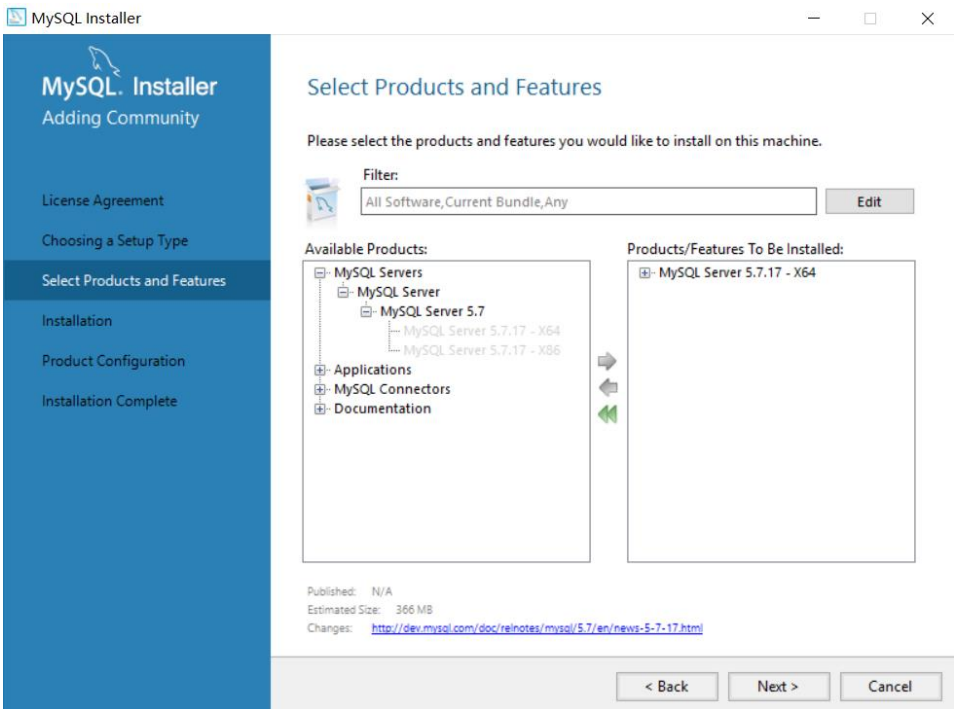 MySQL Installer
MySQL. Installer
Adding Community
License Agreement
Choosing a Setup Type
Select Products and Features
Installation
Product Configuration
Installation Complete
Select Products and Features
Please select the products and features you would like to install on this machine.
Filter:
All Software,Current Bundle,Any
Edit
Available Products:
MySQL Servers
MySQL Server
MySQL Server 5.7
MySQL Server 5.7.17 - X64
MySQL Server 5.7.17 - X86
Applications
MySQL Connectors
Documentation
Products/Features To Be Installed:
MySQL Server 5.7.17 - X64
Published: N/A
Estimated Size: 366 MB
Changes: http://dev.mysql.com/doc/relnotes/mysql/5.7/en/news-5-7-17.html
< Back
Next >
Cancel